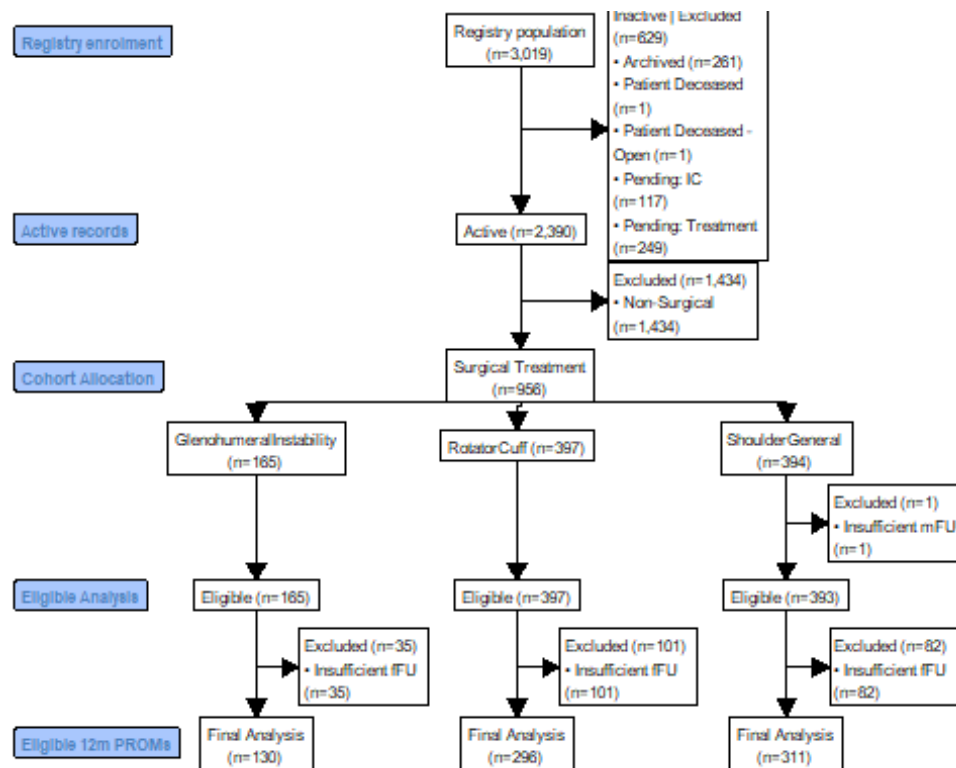 Registry enrolment
Registry population
(n=3,019)
Inactive | Excluded
(n=629)
• Archived (n=261)
• Patient Deceased
(n=1)
• Patient Deceased -
Open (n=1)
• Pending: IC
(n=117)
• Pending: Treatment
(n=249)
Active records
Active (n=2,390)
Excluded (n=1,434)
• Non-Surgical
(n=1,434)
Cohort Allocation
Surgical Treatment
(n=956)
GlenohumeralInstability
(n=165)
RotatorCuff (n=397)
ShoulderGeneral
(n=394)
Excluded (n=1)
• Insufficient mFU
(n=1)
Eligible Analysis
Eligible (n=165)
Eligible (n=397)
Eligible (n=393)
Excluded (n=35)
• Insufficient fFU
(n=35)
Excluded (n=101)
• Insufficient fFU
(n=101)
Excluded (n=82)
• Insufficient fFU
(n=82)
Eligible 12m PROMs
Final Analysis
(n=130)
Final Analysis
(n=296)
Final Analysis
(n=311)